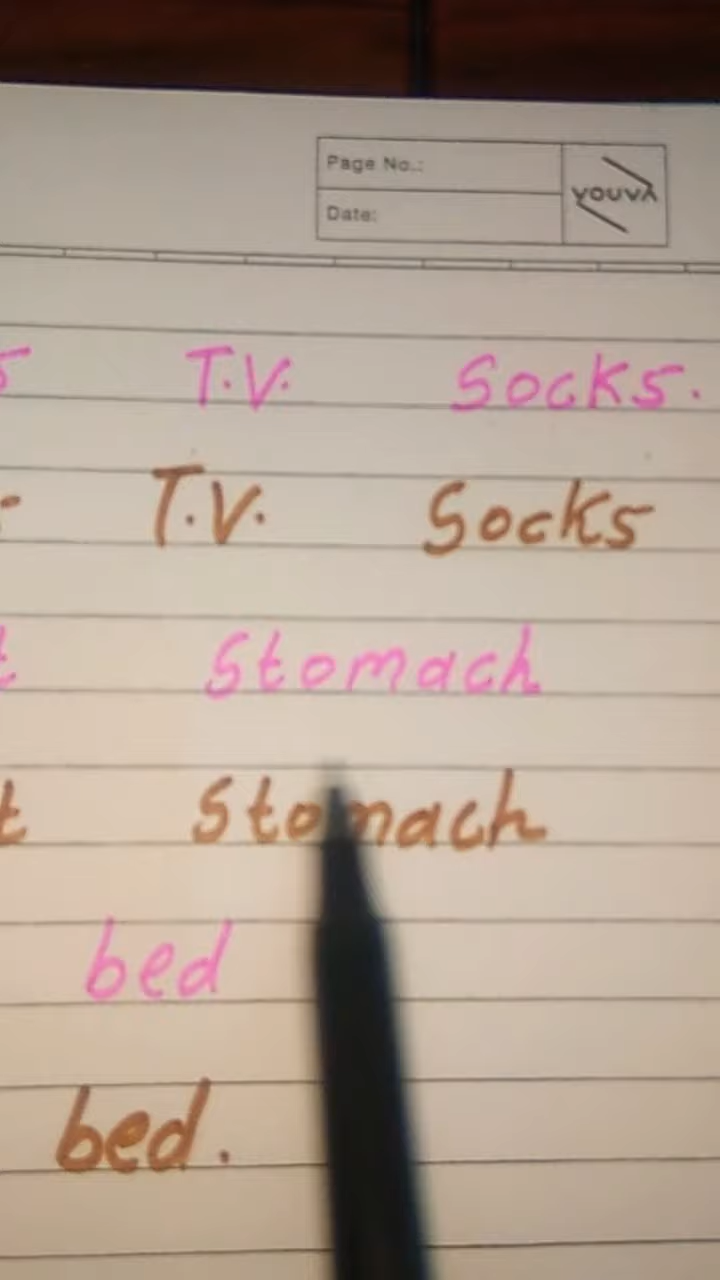 Page No.:
youva
Date:
T.V. Socks.
T.V. Socks
Stomach
Stomach
bed
bed.